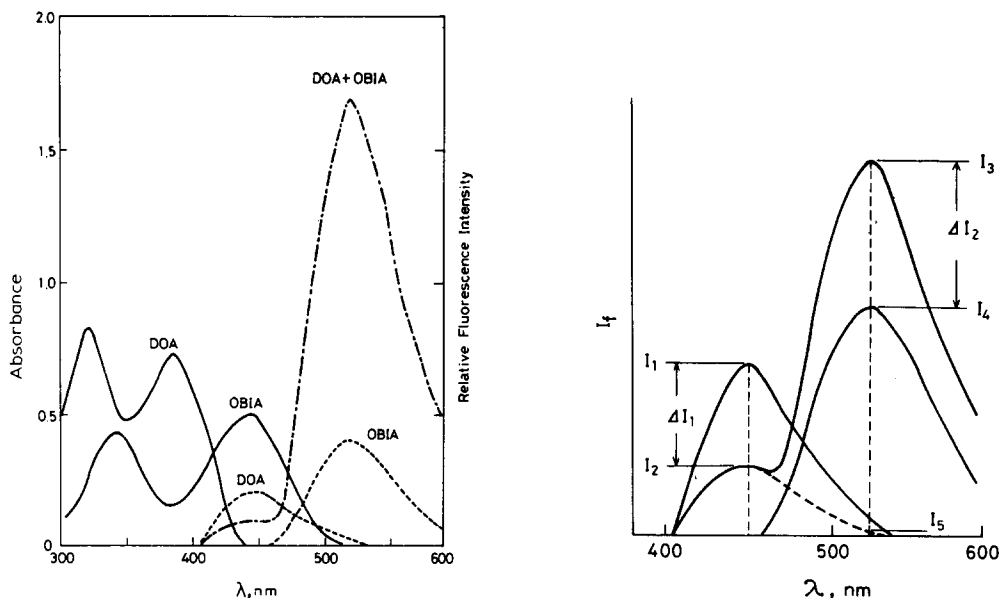 2.0
1.5
1.0
0.5
0
Absorbance
Relative Fluorescence Intensity
DOA+OBIA
DOA
OBIA
DOA
OBIA
300
400
500
600
λ, nm
I₃
ΔI₂
I₄
I₁
ΔI₁
I₂
I₅
I_f
400
500
600
λ, nm